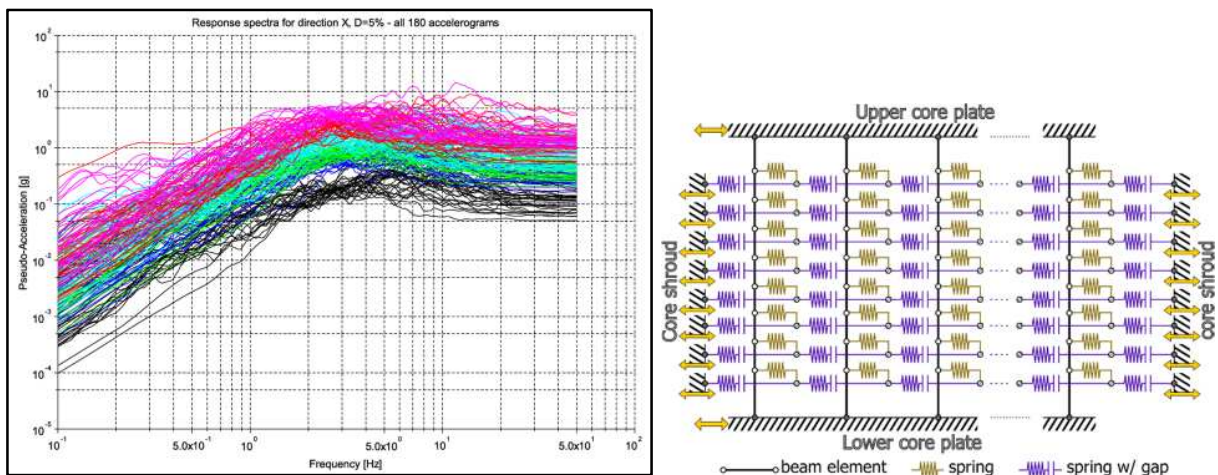 Response spectra for direction X, D=5% - all 180 accelerograms
Pseudo-Acceleration [g]
10^2
10^1
10^0
10^-1
10^-2
10^-3
10^-4
10^-5
10^-1
5.0x10^-1
10^0
5.0x10^0
10^1
5.0x10^1
10^2
Frequency [Hz]
Upper core plate
Core shroud
core shroud
Lower core plate
beam element
spring
spring w/ gap